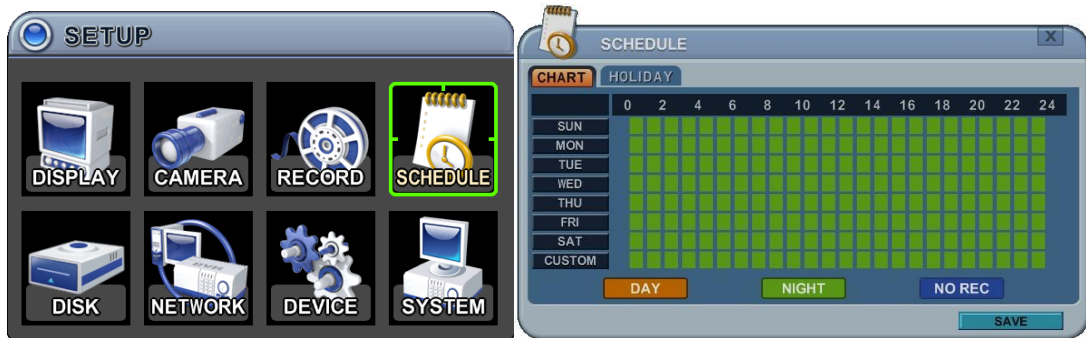 SETUP
DISPLAY CAMERA RECORD SCHEDULE
DISK NETWORK DEVICE SYSTEM
SCHEDULE X
CHART HOLIDAY
0 2 4 6 8 10 12 14 16 18 20 22 24
SUN
MON
TUE
WED
THU
FRI
SAT
CUSTOM
DAY NIGHT NO REC
SAVE